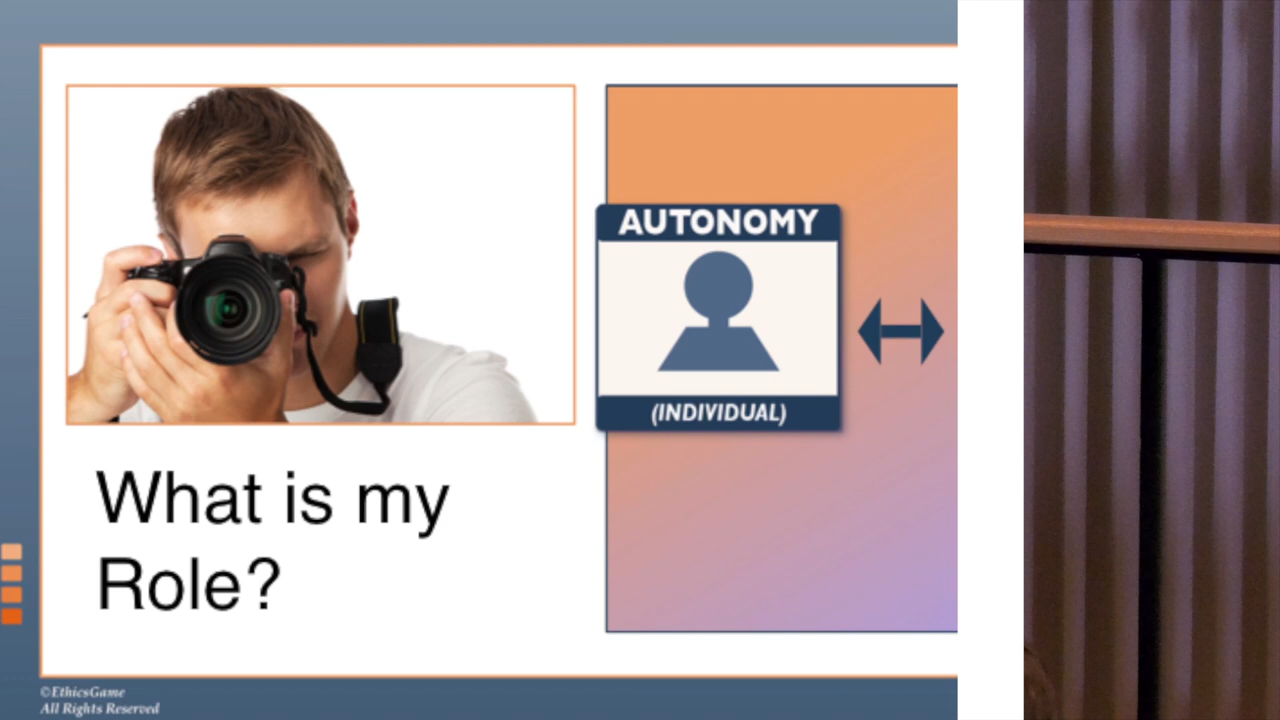 AUTONOMY
(INDIVIDUAL)
What is my
Role?
©EthicsGame
All Rights Reserved